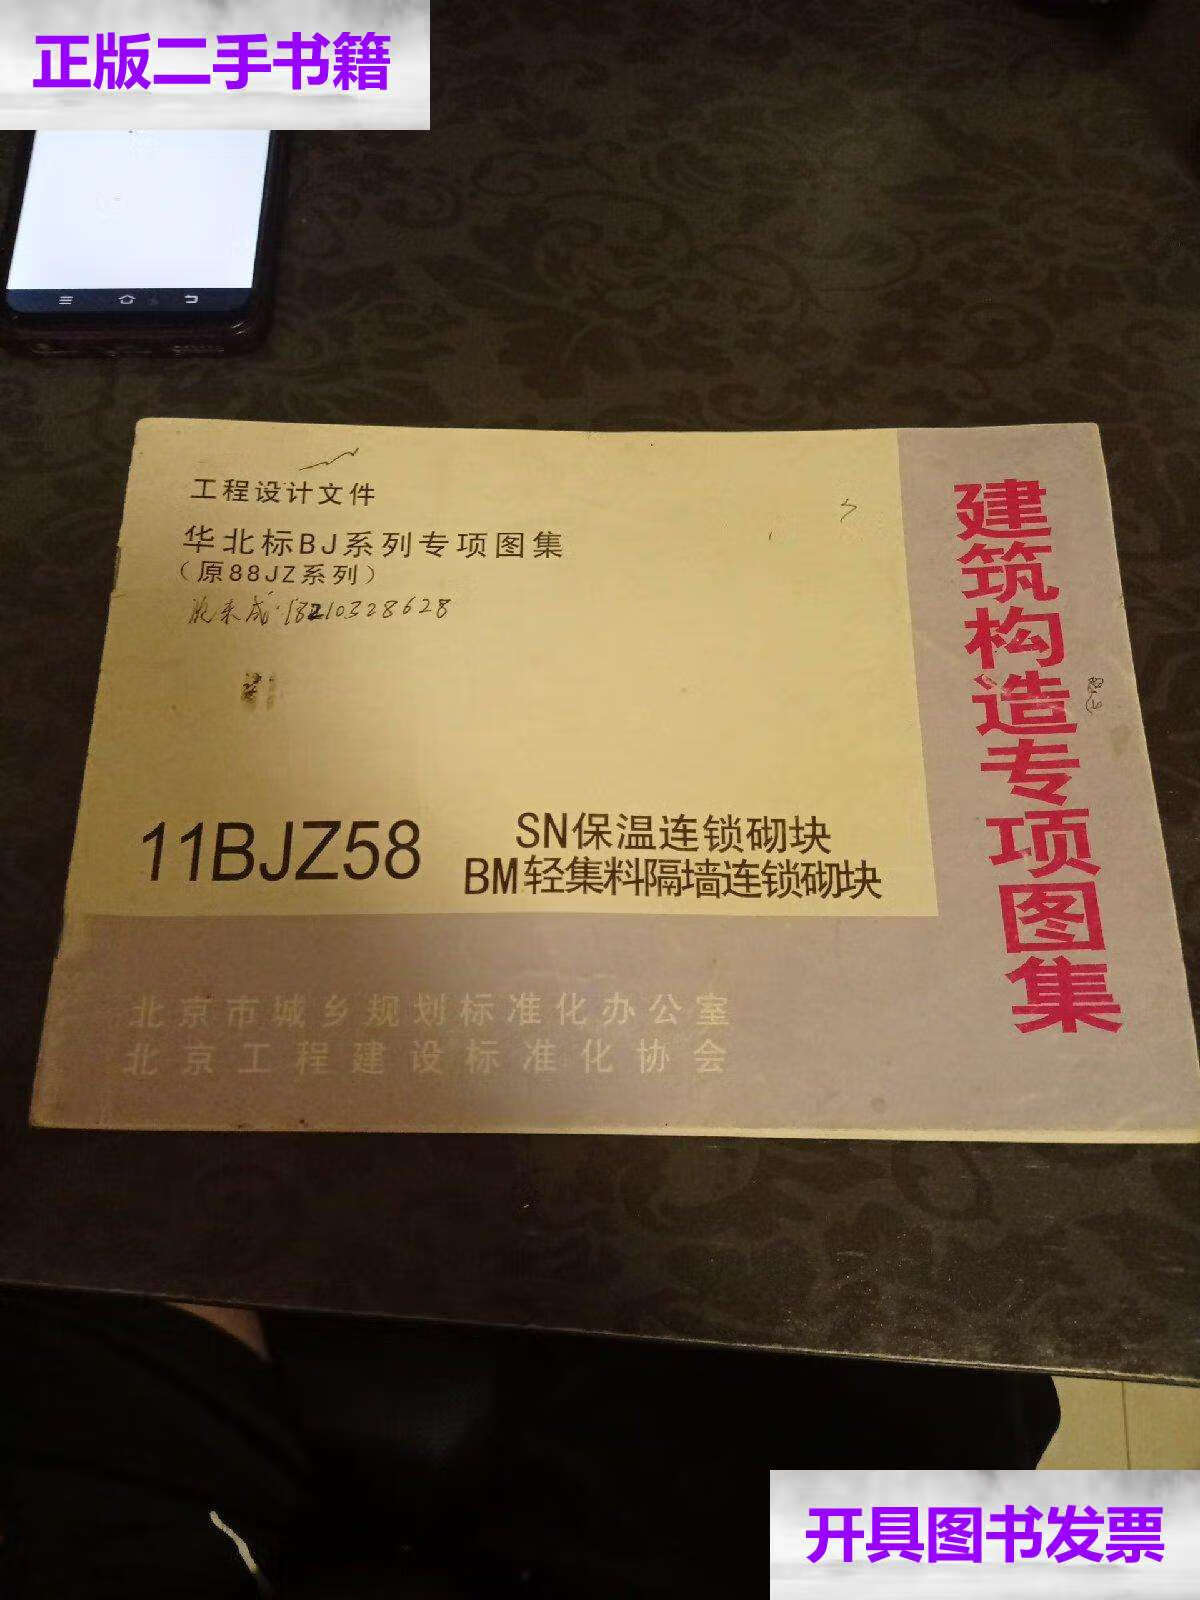 正版二手书籍
工程设计文件
华北标BJ系列专项图集
（原88JZ系列）
18210328628
11BJZ58
SN保温连锁砌块
BM轻集料隔墙连锁砌块
建筑构造专项图集
北京市城乡规划标准化办公室
北京工程建设标准化协会
开具图书发票